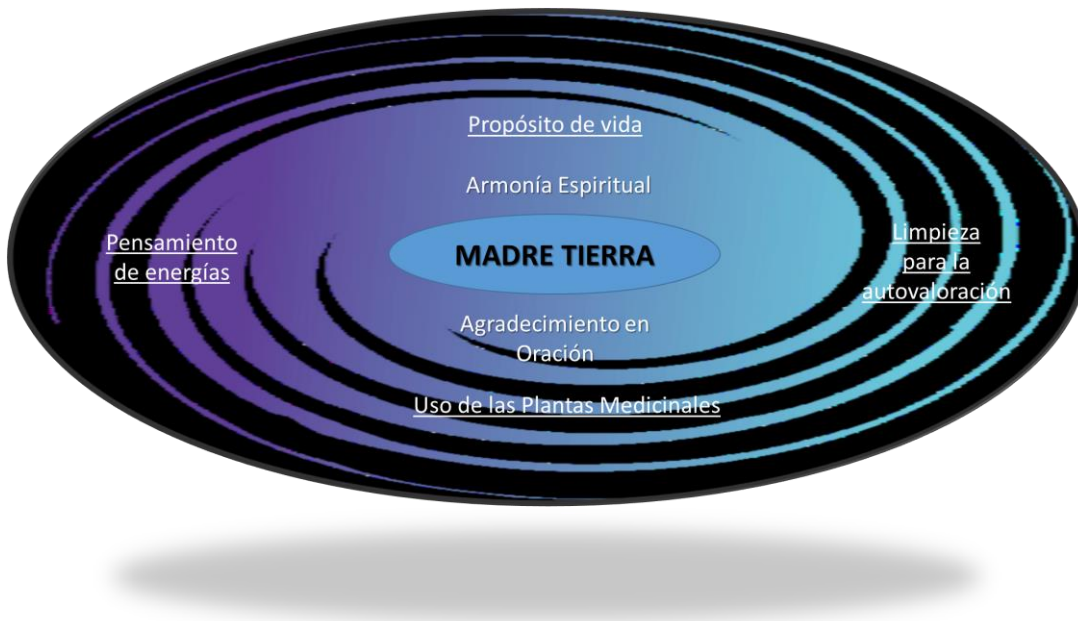 Propósito de vida
Armonía Espiritual
Pensamiento
de energías
MADRE TIERRA
Limpieza
para la
autovaloración
Agradecimiento en
Oración
Uso de las Plantas Medicinales